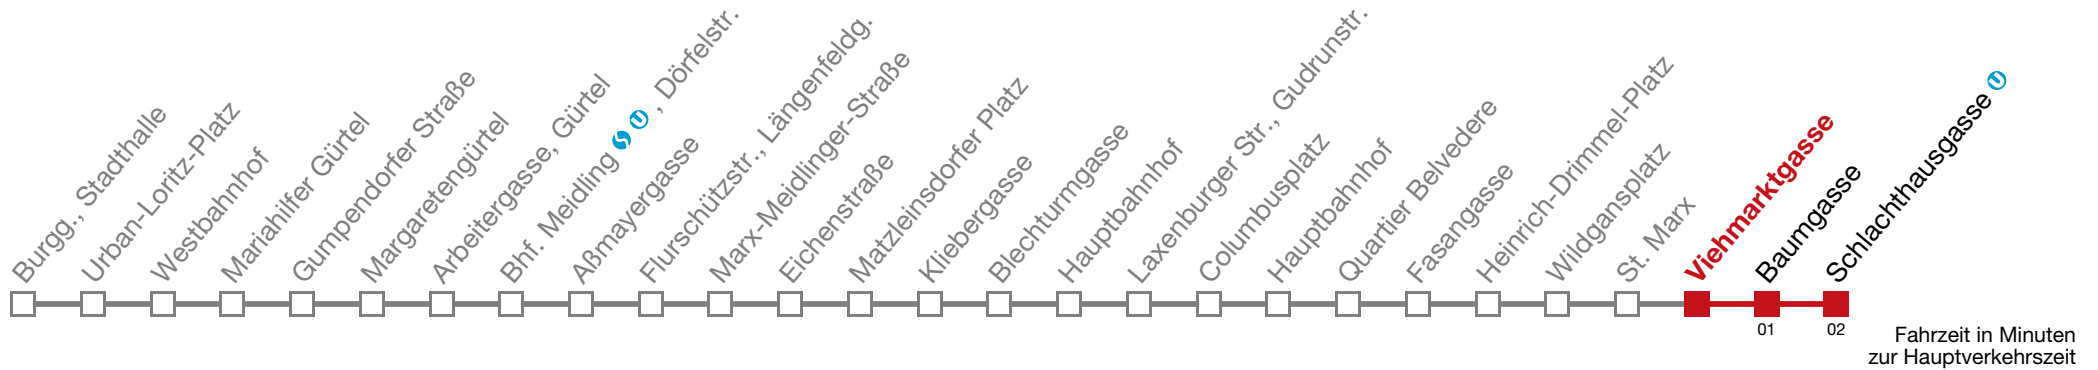 Burgg., Stadthalle
Urban-Loritz-Platz
Westbahnhof
Mariahilfer Gürtel
Gumpendorfer Straße
Margaretengürtel
Arbeitergasse, Gürtel
Bhf. Meidling S U , Dörfelstr.
Aßmayergasse
Flurschützstr., Längenfeldg.
Marx-Meidlinger-Straße
Eichenstraße
Matzleinsdorfer Platz
Kliebergasse
Blechturmgasse
Hauptbahnhof
Laxenburger Str., Gudrunstr.
Columbusplatz
Hauptbahnhof
Quartier Belvedere
Fasangasse
Heinrich-Drimmel-Platz
Wildgansplatz
St. Marx
Viehmarktgasse
Baumgasse
Schlachthausgasse U
01
02
Fahrzeit in Minuten
zur Hauptverkehrszeit